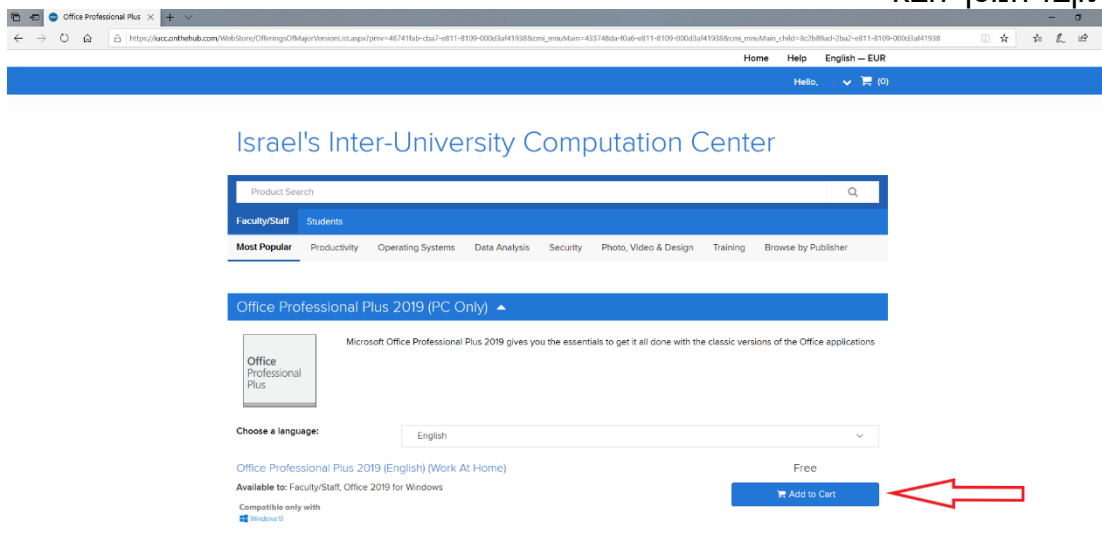 Office Professional Plus
https://iucc.onthehub.com/WebStore/OfferingsOfMajorVersionList.aspx?pmv=48741fab-cba7-e811-8109-000d3af41938&cmi_mnuMain=433748da-f0a6-e811-8109-000d3af41938&cmi_mnuMain_child=8c2b89ad-2ba2-e811-8109-000d3af41938
Home Help English — EUR
Hello, (0)
Israel's Inter-University Computation Center
Product Search
Faculty/Staff Students
Most Popular Productivity Operating Systems Data Analysis Security Photo, Video & Design Training Browse by Publisher
Office Professional Plus 2019 (PC Only)
Microsoft Office Professional Plus 2019 gives you the essentials to get it all done with the classic versions of the Office applications
Office
Professional
Plus
Choose a language: English
Office Professional Plus 2019 (English) (Work At Home) Free
Available to: Faculty/Staff, Office 2019 for Windows Add to Cart
Compatible only with
Windows 10